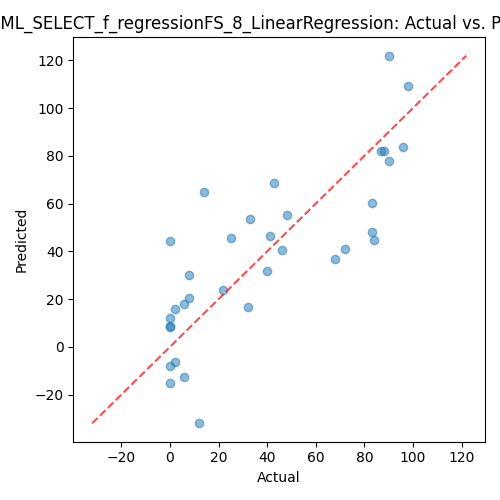 ML_SELECT_f_regressionFS_8_LinearRegression: Actual vs. P
120
100
80
60
40
20
0
−20
Predicted
−20 0 20 40 60 80 100 120
Actual